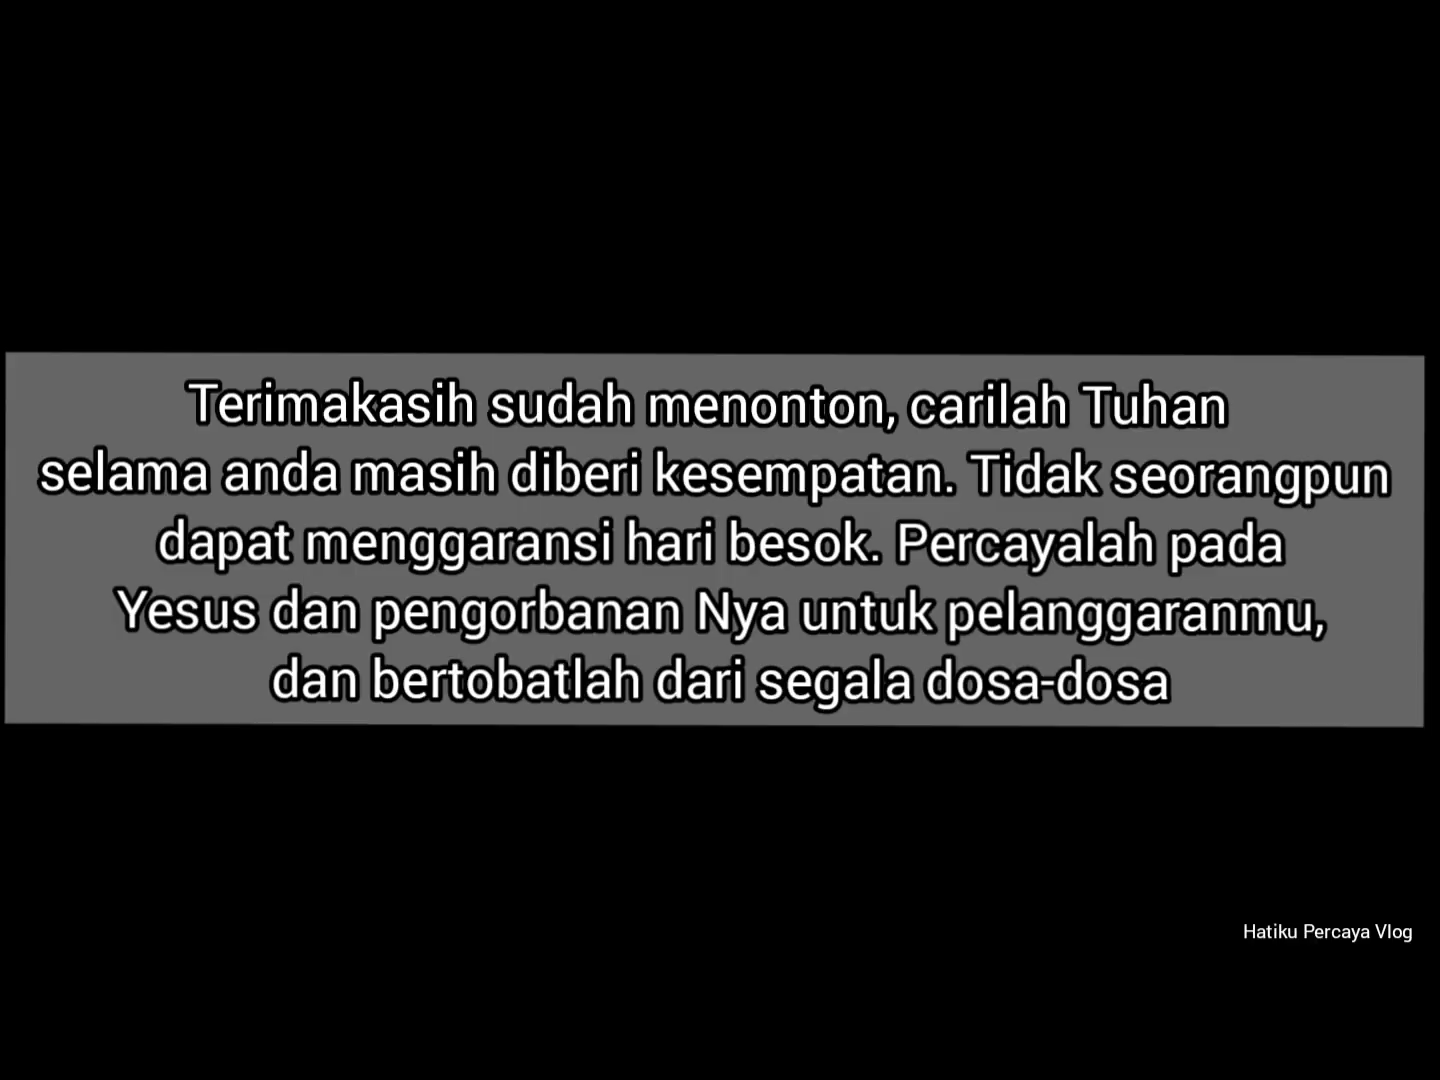 Terimakasih sudah menonton, carilah Tuhan
selama anda masih diberi kesempatan. Tidak seorangpun
dapat menggaransi hari besok. Percayalah pada
Yesus dan pengorbanan Nya untuk pelanggaranmu,
dan bertobatlah dari segala dosa-dosa
Hatiku Percaya Vlog